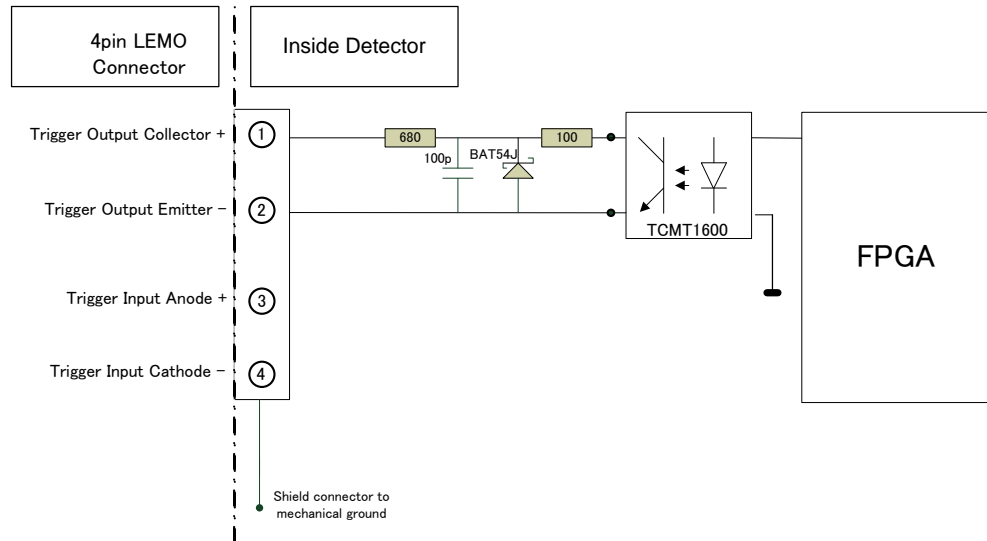 4pin LEMO
Connector
Inside Detector
Trigger Output Collector +
1
680
100
100p
BAT54J
Trigger Output Emitter −
2
TCMT1600
FPGA
Trigger Input Anode +
3
Trigger Input Cathode −
4
Shield connector to
mechanical ground